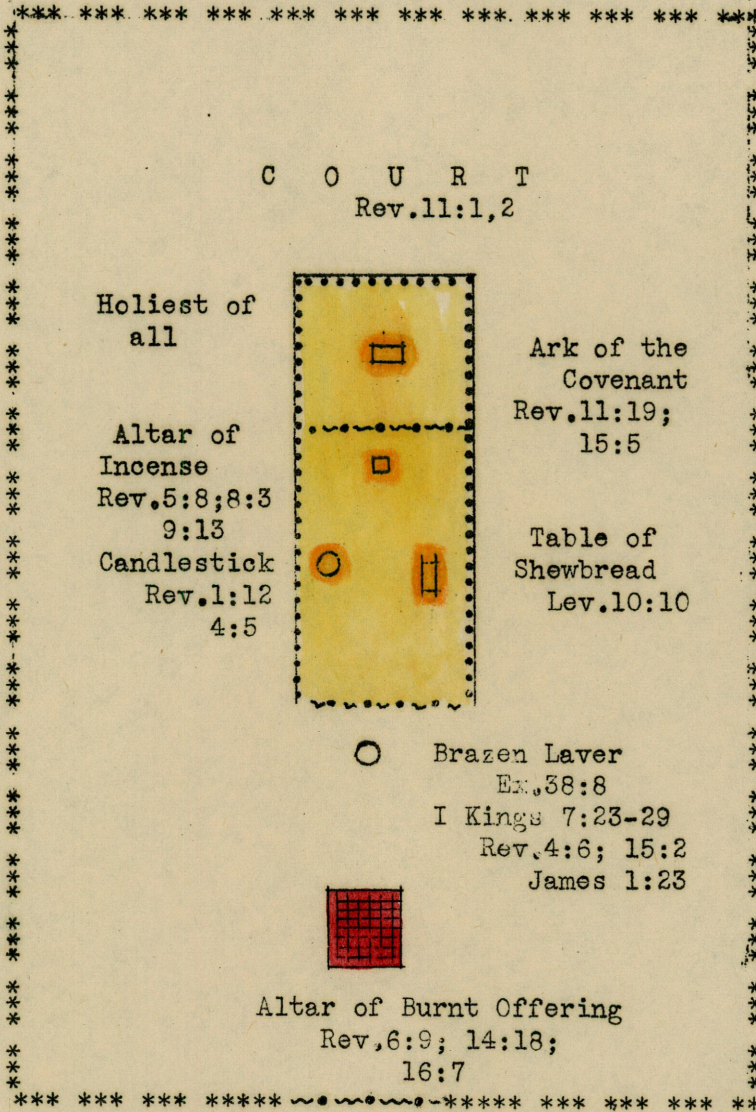 C O U R T
Rev.11:1,2
Holiest of
all
Ark of the
Covenant
Rev.11:19;
15:5
Altar of
Incense
Rev.5:8;8:3
9:13
Candlestick
Rev.1:12
4:5
Table of
Shewbread
Lev.10:10
Brazen Laver
Ex.38:8
I Kings 7:23-29
Rev.4:6; 15:2
James 1:23
Altar of Burnt Offering
Rev.6:9; 14:18;
16:7